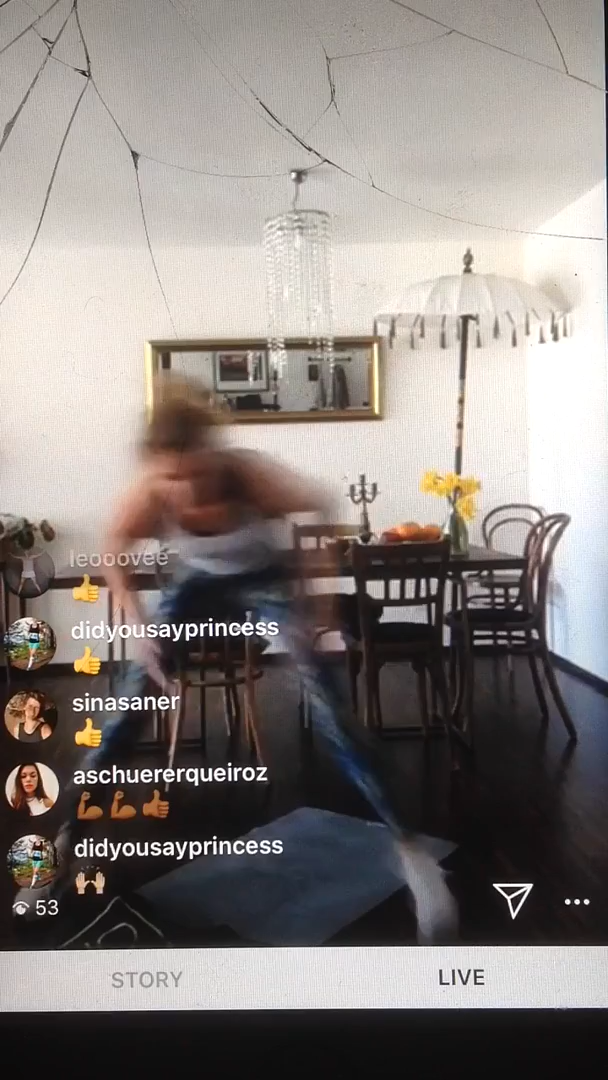 leooovee
👍
didyousayprincess
👍
sinasaner
👍
aschuererqueiroz
💪💪👍
didyousayprincess
🙌🏼
53
STORY LIVE